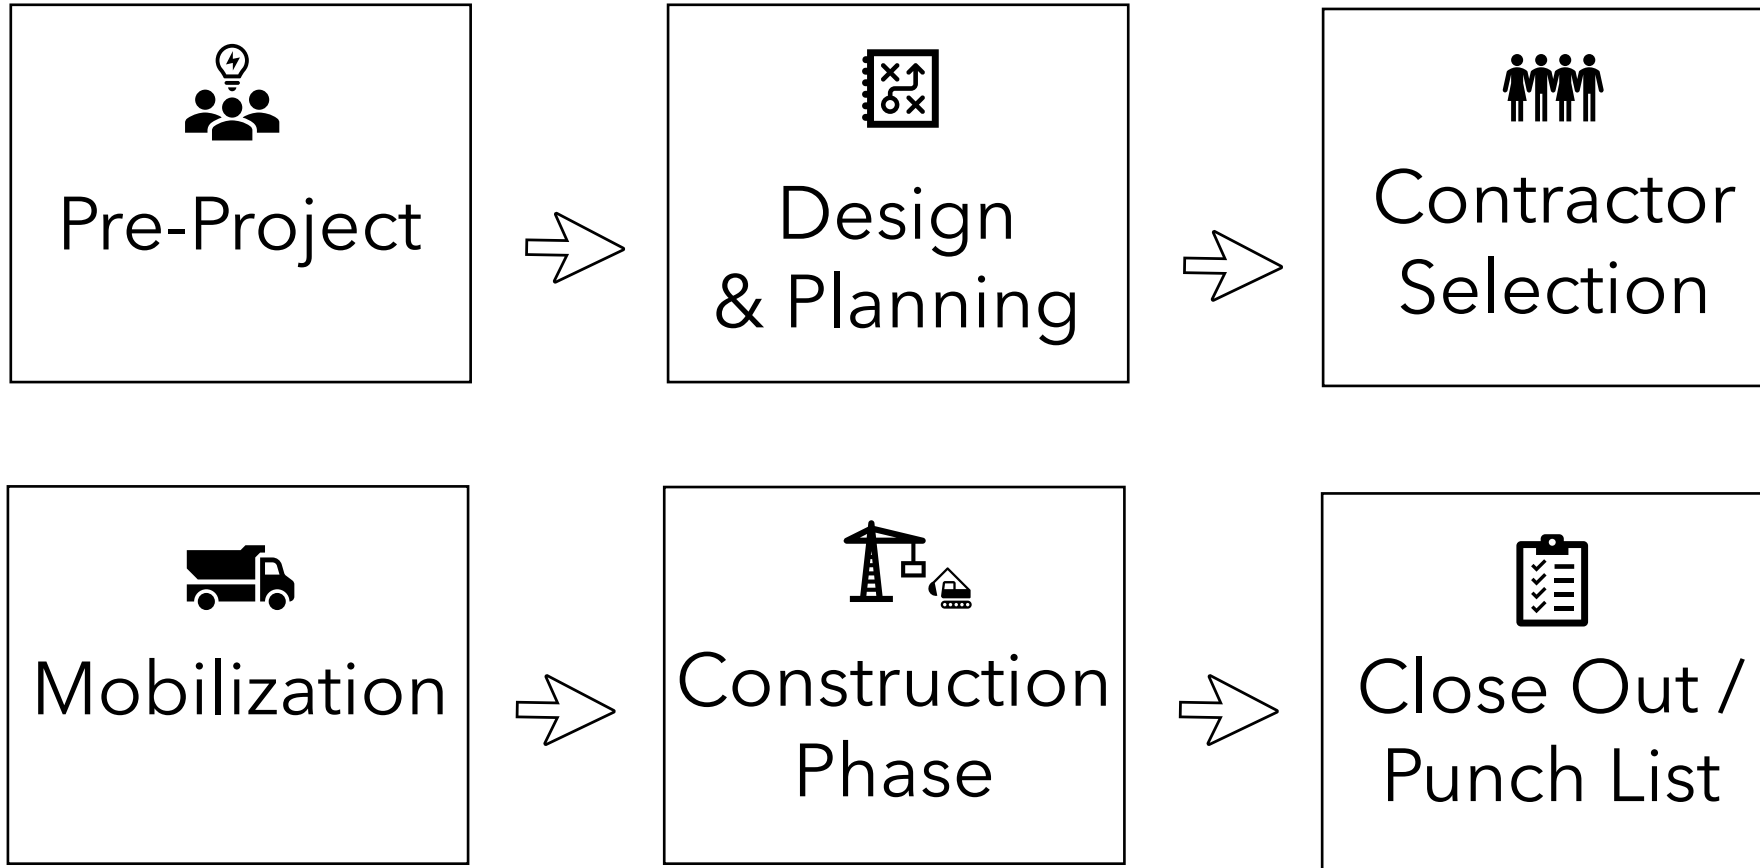 Pre-Project
Design
& Planning
Contractor
Selection
Mobilization
Construction
Phase
Close Out /
Punch List